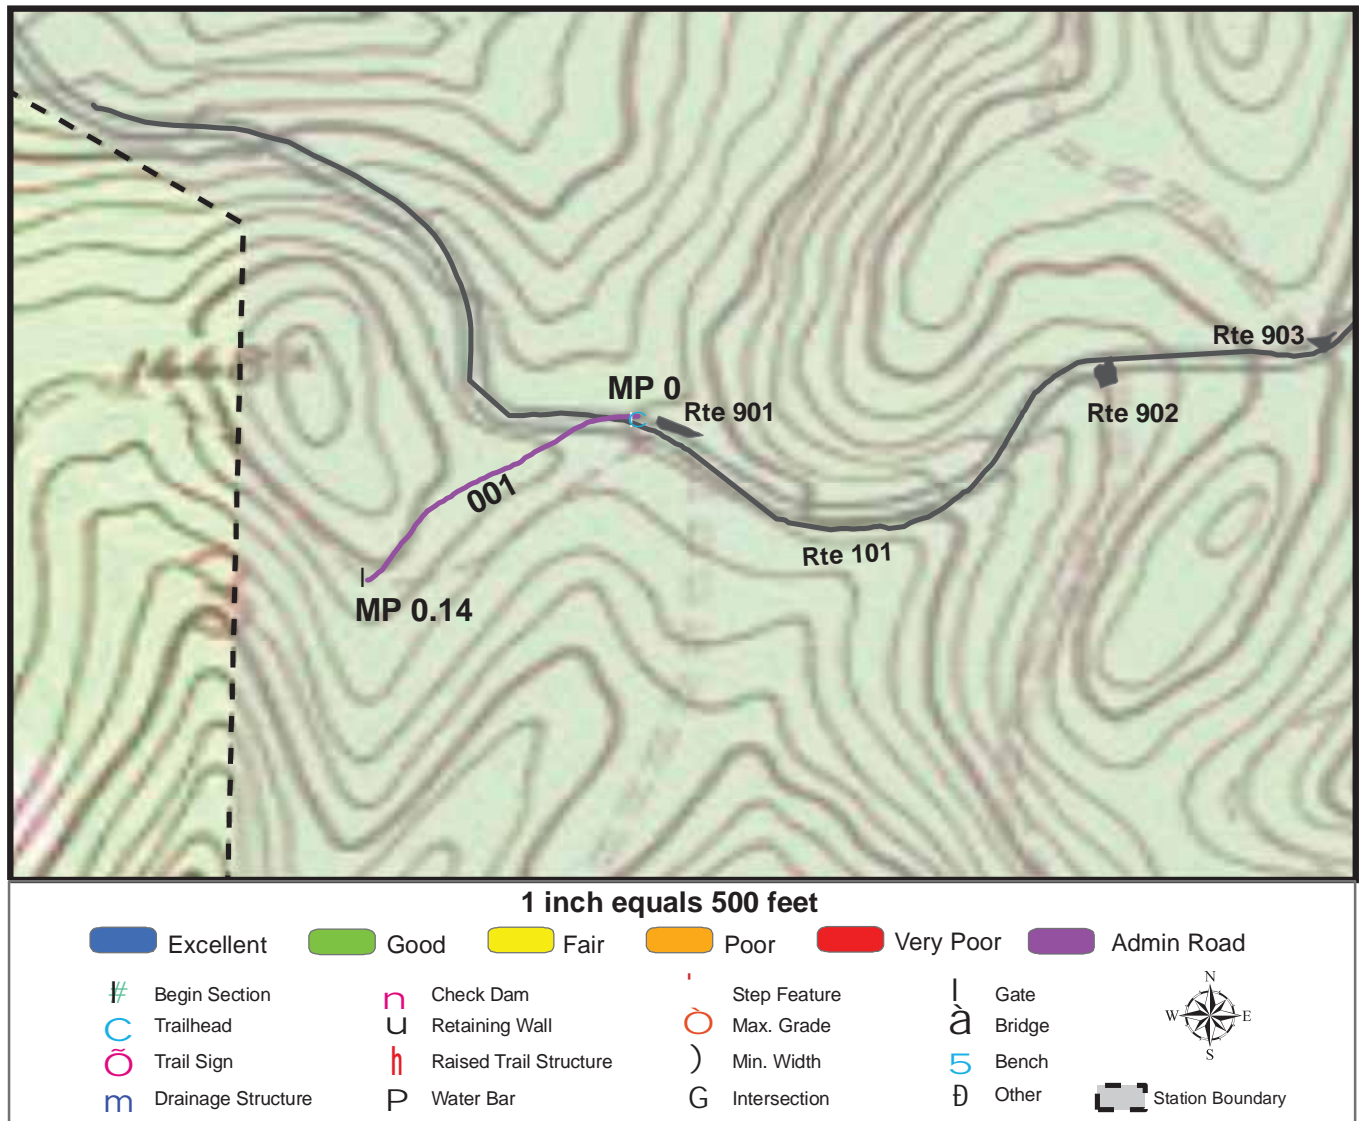 Rte 903
MP 0
Rte 901
Rte 902
001
Rte 101
MP 0.14
1 inch equals 500 feet
Excellent
Good
Fair
Poor
Very Poor
Admin Road
Begin Section
Check Dam
Step Feature
Gate
C Trailhead
u Retaining Wall
Ò Max. Grade
à Bridge
Õ Trail Sign
h Raised Trail Structure
) Min. Width
5 Bench
m Drainage Structure
P Water Bar
G Intersection
Đ Other
Station Boundary
N
W E
S